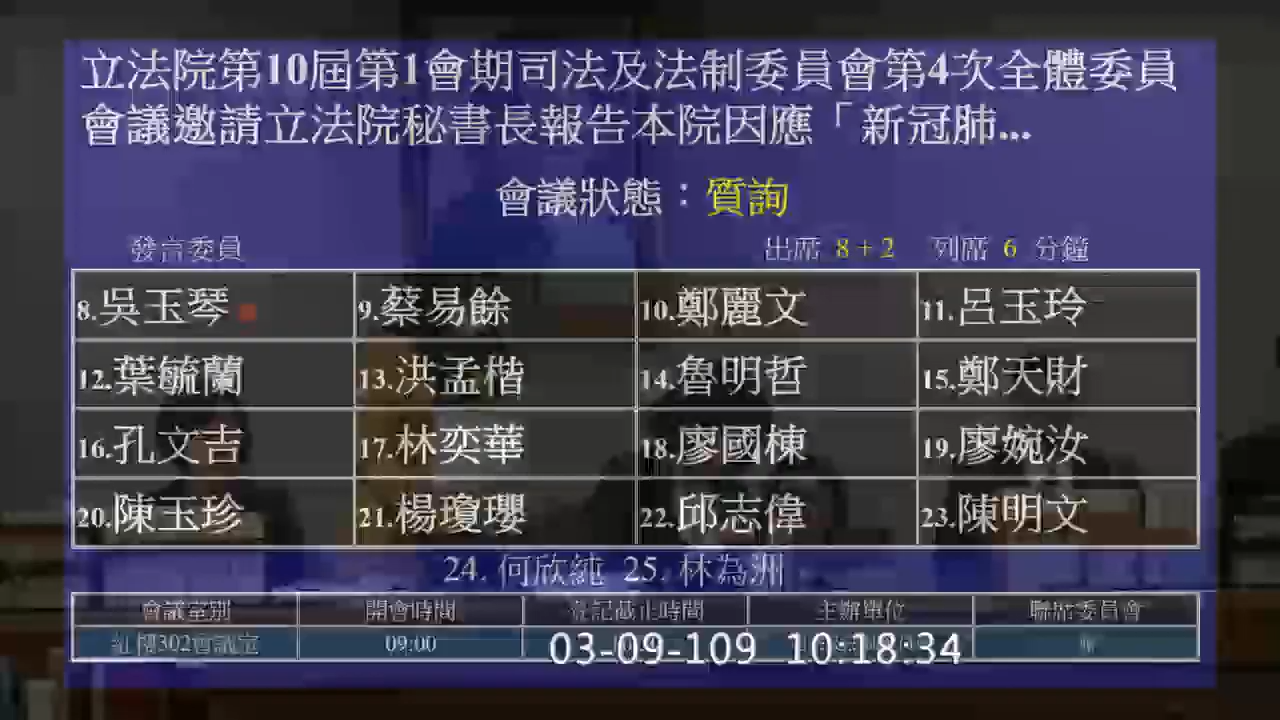 立法院第10屆第1會期司法及法制委員會第4次全體委員
會議邀請立法院秘書長報告本院因應「新冠肺...
會議狀態：質詢
發言委員 出席 8+2 列席 6 分鐘
8.吳玉琴 9.蔡易餘 10.鄭麗文 11.呂玉玲
12.葉毓蘭 13.洪孟楷 14.魯明哲 15.鄭天財
16.孔文吉 17.林奕華 18.廖國棟 19.廖婉汝
20.陳玉珍 21.楊瓊瓔 22.邱志偉 23.陳明文
24. 何欣純 25. 林為洲
會議室別 開會時間 登記截止時間 主辦單位 聯席委員會
紅樓302會議室 09:00
03-09-109 10:18:34